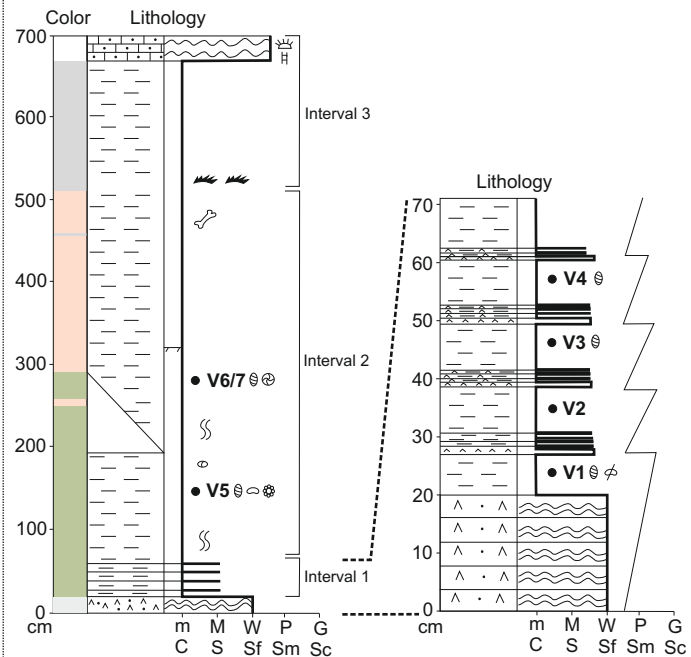 Color Lithology
700
600
500
400
300
200
100
0
cm
Interval 3
Interval 2
Interval 1
V6/7
V5
m M W P G
C S Sf Sm Sc
Lithology
70
60
50
40
30
20
10
0
cm
V4
V3
V2
V1
m M W P G
C S Sf Sm Sc